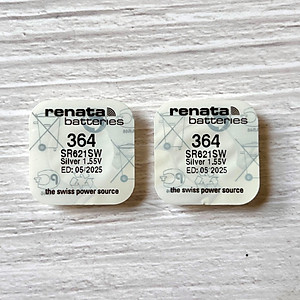 renata
batteries
364
SR621SW
Silver 1.55V
ED: 05/2025
the swiss power source
renata
batteries
364
SR621SW
Silver 1.55V
ED: 05/2025
the swiss power source